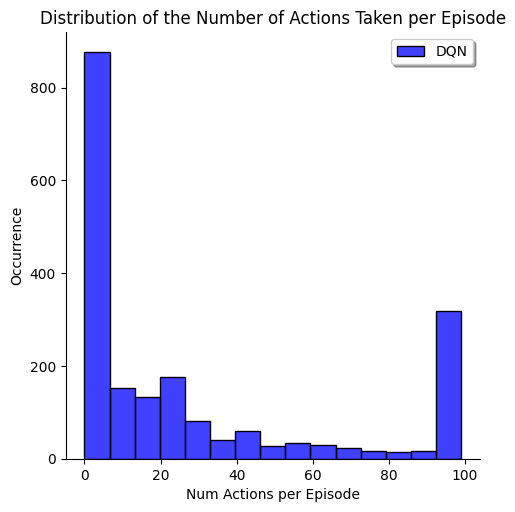 Distribution of the Number of Actions Taken per Episode
DQN
Occurrence
800
600
400
200
0
0 20 40 60 80 100
Num Actions per Episode